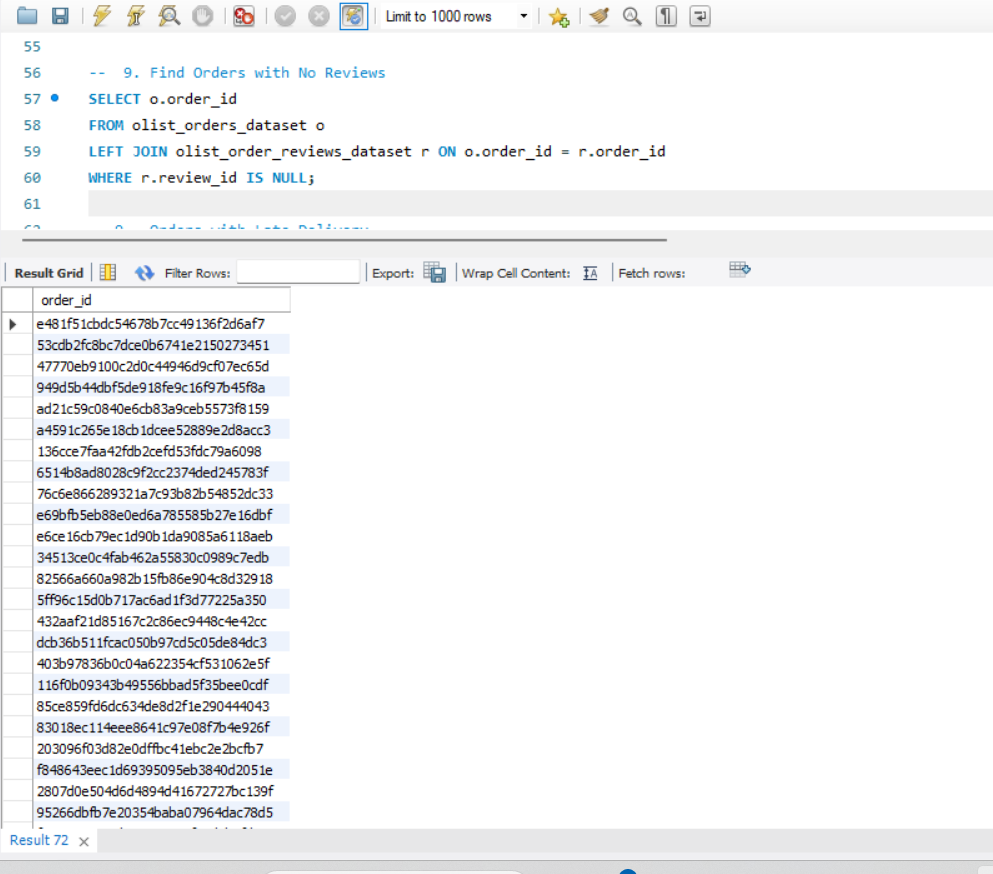 Limit to 1000 rows
55
56 -- 9. Find Orders with No Reviews
57 SELECT o.order_id
58 FROM olist_orders_dataset o
59 LEFT JOIN olist_order_reviews_dataset r ON o.order_id = r.order_id
60 WHERE r.review_id IS NULL;
61
Result Grid Filter Rows: Export: Wrap Cell Content: Fetch rows:
order_id
e481f51cbdc54678b7cc49136f2d6af7
53cdb2fc8bc7dce0b6741e2150273451
47770eb9100c2d0c44946d9cf07ec65d
949d5b44dbf5de918fe9c16f97b45f8a
ad21c59c0840e6cb83a9ceb5573f8159
a4591c265e18cb1dcee52889e2d8acc3
136cce7faa42fdb2cefd53fdc79a6098
6514b8ad8028c9f2cc2374ded245783f
76c6e866289321a7c93b82b54852dc33
e69bfb5eb88e0ed6a785585b27e16dbf
e6ce16cb79ec1d90b1da9085a6118aeb
34513ce0c4fab462a55830c0989c7edb
82566a660a982b15fb86e904c8d32918
5ff96c15d0b717ac6ad1f3d77225a350
432aaf21d85167c2c86ec9448c4e42cc
dcb36b511fcac050b97cd5c05de84dc3
403b97836b0c04a622354cf531062e5f
116f0b09343b49556bbad5f35bee0cdf
85ce859fd6dc634de8d2f1e290444043
83018ec114eee8641c97e08f7b4e926f
203096f03d82e0dffbc41ebc2e2bcfb7
f848643eec1d69395095eb3840d2051e
2807d0e504d6d4894d41672727bc139f
95266dbfb7e20354baba07964dac78d5
Result 72